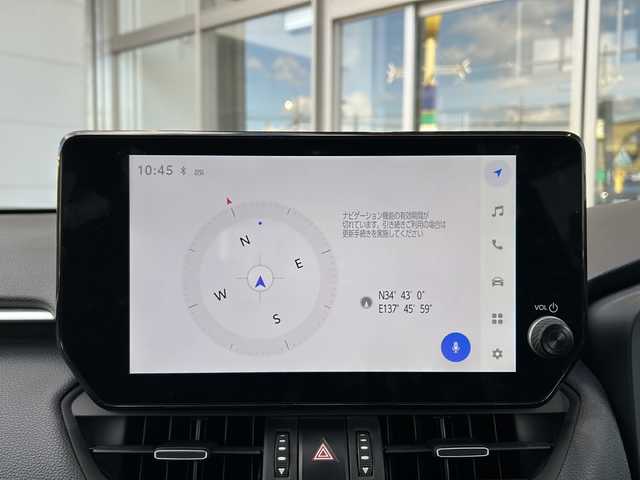 10:45
ナビゲーション機能の有効期間が
切れています。引き続きご利用の場合は
更新手続きを実施してください
N
E
W
S
N34° 43' 0"
E137° 45' 59"
VOL